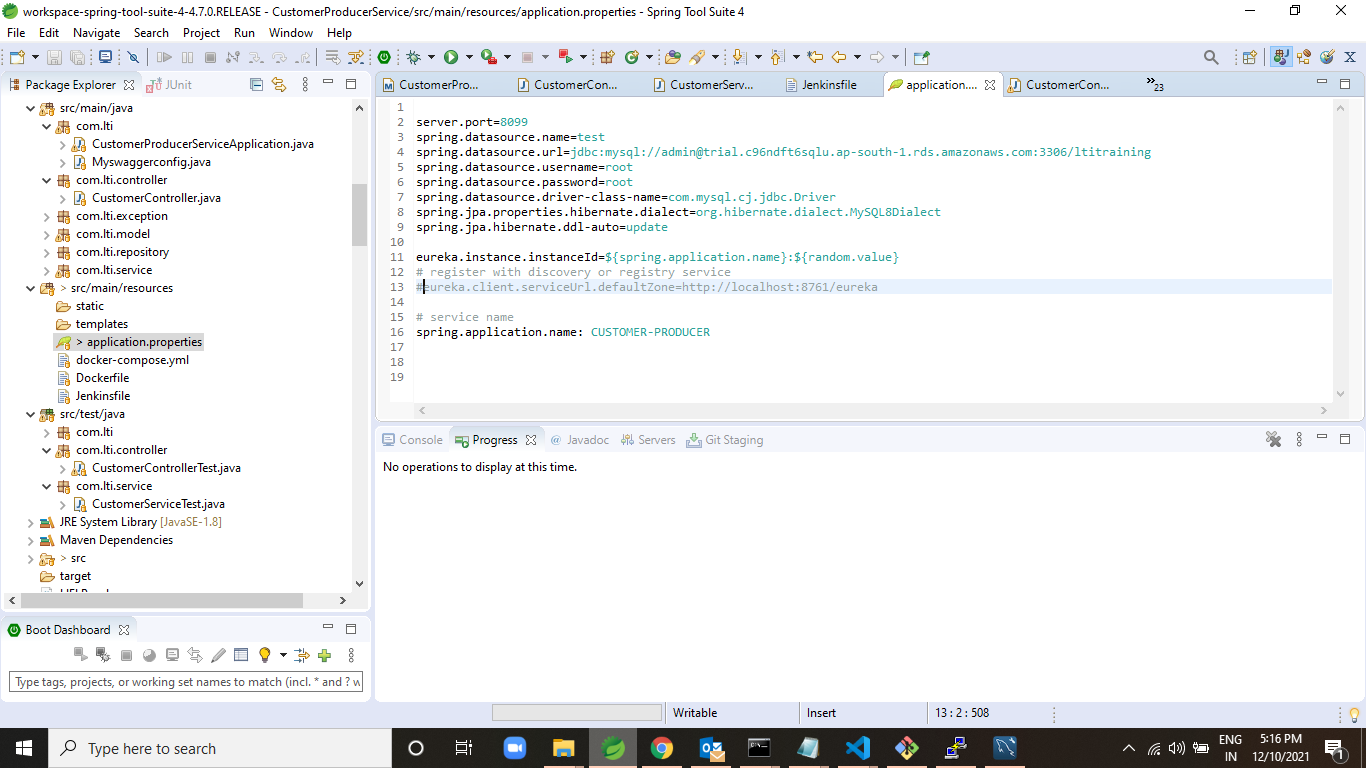 workspace-spring-tool-suite-4-4.7.0.RELEASE - CustomerProducerService/src/main/resources/application.properties - Spring Tool Suite 4
File Edit Navigate Search Project Run Window Help
Package Explorer
JUnit
src/main/java
com.lti
CustomerProducerServiceApplication.java
Myswaggerconfig.java
com.lti.controller
CustomerController.java
com.lti.exception
com.lti.model
com.lti.repository
com.lti.service
> src/main/resources
static
templates
> application.properties
docker-compose.yml
Dockerfile
Jenkinsfile
src/test/java
com.lti
com.lti.controller
CustomerControllerTest.java
com.lti.service
CustomerServiceTest.java
JRE System Library [JavaSE-1.8]
Maven Dependencies
> src
target
Boot Dashboard
Type tags, projects, or working set names to match (incl. * and ? w
CustomerPro... CustomerCon... CustomerServ... Jenkinsfile application.... CustomerCon... »23
1
2 server.port=8099
3 spring.datasource.name=test
4 spring.datasource.url=jdbc:mysql://admin@trial.c96ndft6sqlu.ap-south-1.rds.amazonaws.com:3306/ltitraining
5 spring.datasource.username=root
6 spring.datasource.password=root
7 spring.datasource.driver-class-name=com.mysql.cj.jdbc.Driver
8 spring.jpa.properties.hibernate.dialect=org.hibernate.dialect.MySQL8Dialect
9 spring.jpa.hibernate.ddl-auto=update
10
11 eureka.instance.instanceId=${spring.application.name}:${random.value}
12 # register with discovery or registry service
13 #eureka.client.serviceUrl.defaultZone=http://localhost:8761/eureka
14
15 # service name
16 spring.application.name: CUSTOMER-PRODUCER
17
18
19
Console Progress Javadoc Servers Git Staging
No operations to display at this time.
Writable Insert 13 : 2 : 508
Type here to search
ENG
IN
5:16 PM
12/10/2021
1